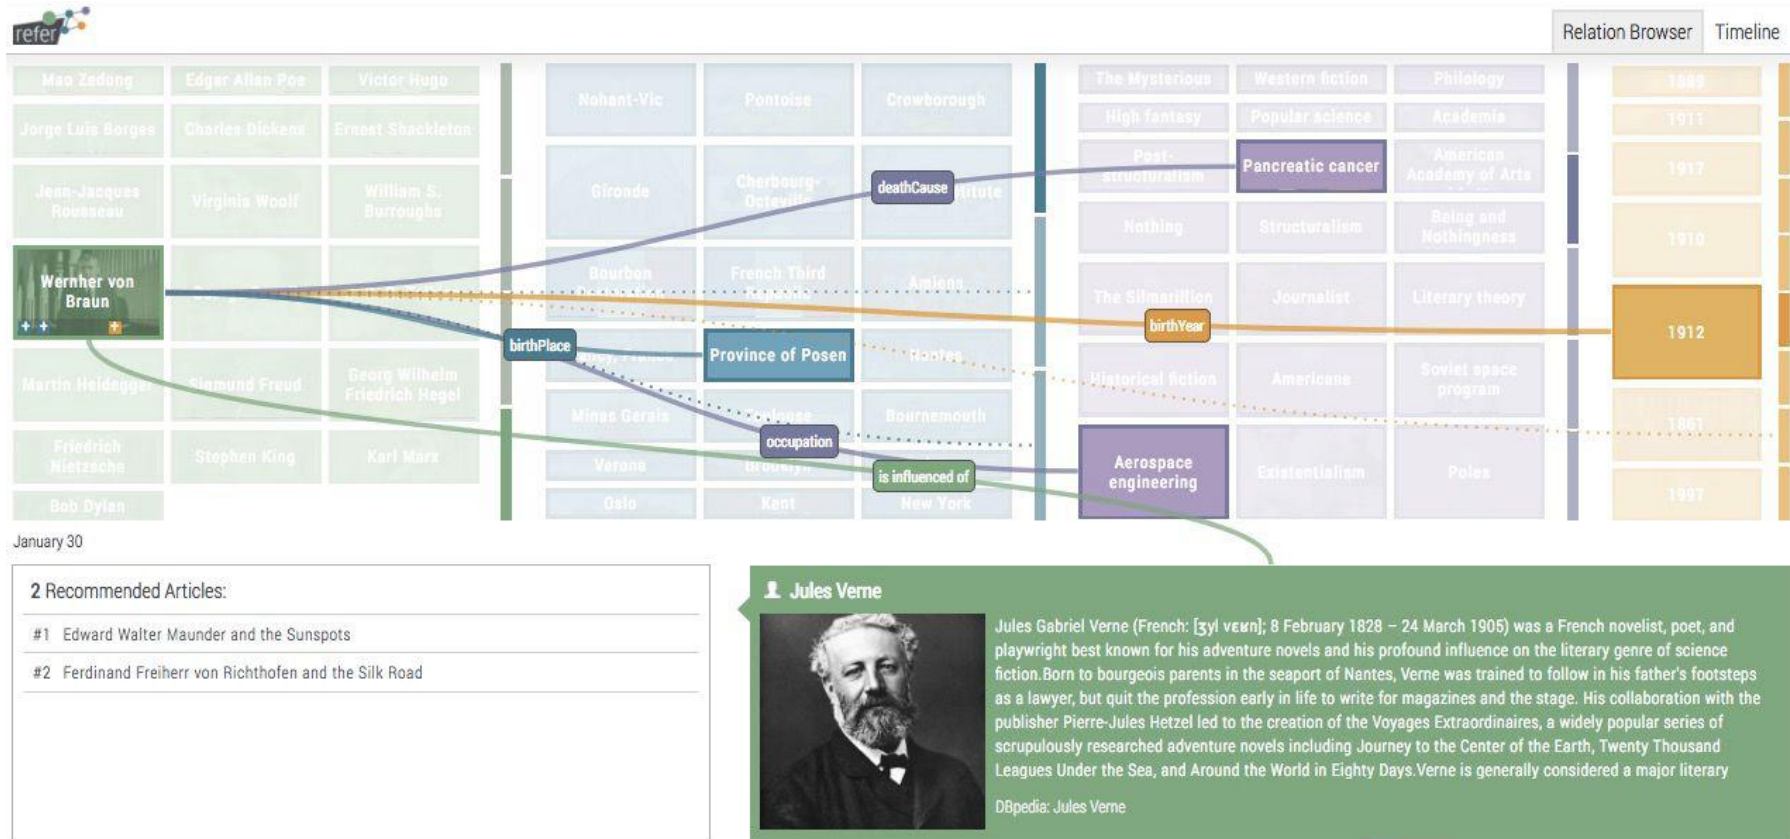 refer
Relation Browser
Timeline
Mao Zedong
Edgar Allan Poe
Victor Hugo
Nohant-Vic
Pontoise
Crowborough
The Mysterious
Western fiction
Philology
1889
Jorge Luis Borges
Charles Dickens
Ernest Shackleton
High fantasy
Popular science
Academia
1911
Jean-Jacques
Rousseau
Virginia Woolf
William S.
Burroughs
Gironde
Cherbourg-
Octeville
deathCause
Post-
structuralism
Pancreatic cancer
American
Academy of Arts
1917
Nothing
Structuralism
Being and
Nothingness
1910
Wernher von
Braun
Bourbon
French Third
Republic
Amiens
The Silmarillion
Journalist
Literary theory
birthYear
1912
birthPlace
Province of Posen
Nantes
Martin Heidegger
Sigmund Freud
Georg Wilhelm
Friedrich Hegel
Historical fiction
Americans
Soviet space
program
Minas Gerais
Toulouse
Bournemouth
1861
occupation
Friedrich
Nietzsche
Stephen King
Karl Marx
Verona
Brooklyn
is influenced of
Aerospace
engineering
Existentialism
Poles
1997
Bob Dylan
Oslo
Kent
New York
January 30
2 Recommended Articles:
#1 Edward Walter Maunder and the Sunspots
#2 Ferdinand Freiherr von Richthofen and the Silk Road
Jules Verne
Jules Gabriel Verne (French: [ʒyl vɛʁn]; 8 February 1828 – 24 March 1905) was a French novelist, poet, and
playwright best known for his adventure novels and his profound influence on the literary genre of science
fiction.Born to bourgeois parents in the seaport of Nantes, Verne was trained to follow in his father's footsteps
as a lawyer, but quit the profession early in life to write for magazines and the stage. His collaboration with the
publisher Pierre-Jules Hetzel led to the creation of the Voyages Extraordinaires, a widely popular series of
scrupulously researched adventure novels including Journey to the Center of the Earth, Twenty Thousand
Leagues Under the Sea, and Around the World in Eighty Days.Verne is generally considered a major literary
DBpedia: Jules Verne